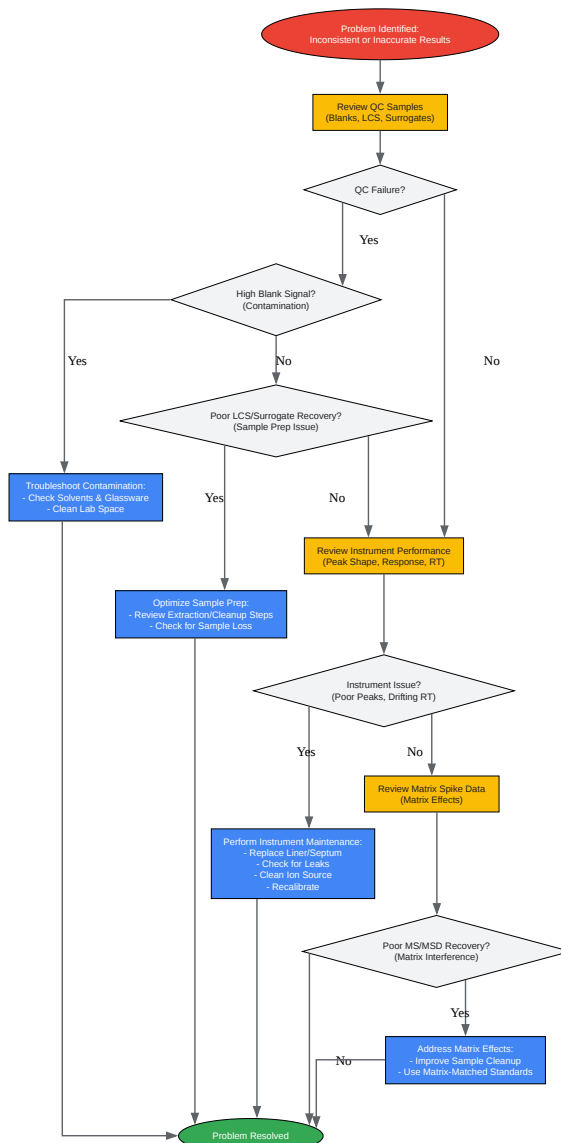 Problem Identified:
Inconsistent or Inaccurate Results
Review QC Samples
(Blanks, LCS, Surrogates)
QC Failure?
Yes
High Blank Signal?
(Contamination)
Yes
No
No
Poor LCS/Surrogate Recovery?
(Sample Prep Issue)
Troubleshoot Contamination:
- Check Solvents & Glassware
- Clean Lab Space
Yes
No
Review Instrument Performance
(Peak Shape, Response, RT)
Optimize Sample Prep:
- Review Extraction/Cleanup Steps
- Check for Sample Loss
Instrument Issue?
(Poor Peaks, Drifting RT)
Yes
No
Review Matrix Spike Data
(Matrix Effects)
Perform Instrument Maintenance:
- Replace Liner/Septum
- Check for Leaks
- Clean Ion Source
- Recalibrate
Poor MS/MSD Recovery?
(Matrix Interference)
Yes
Address Matrix Effects:
- Improve Sample Cleanup
- Use Matrix-Matched Standards
No
Problem Resolved